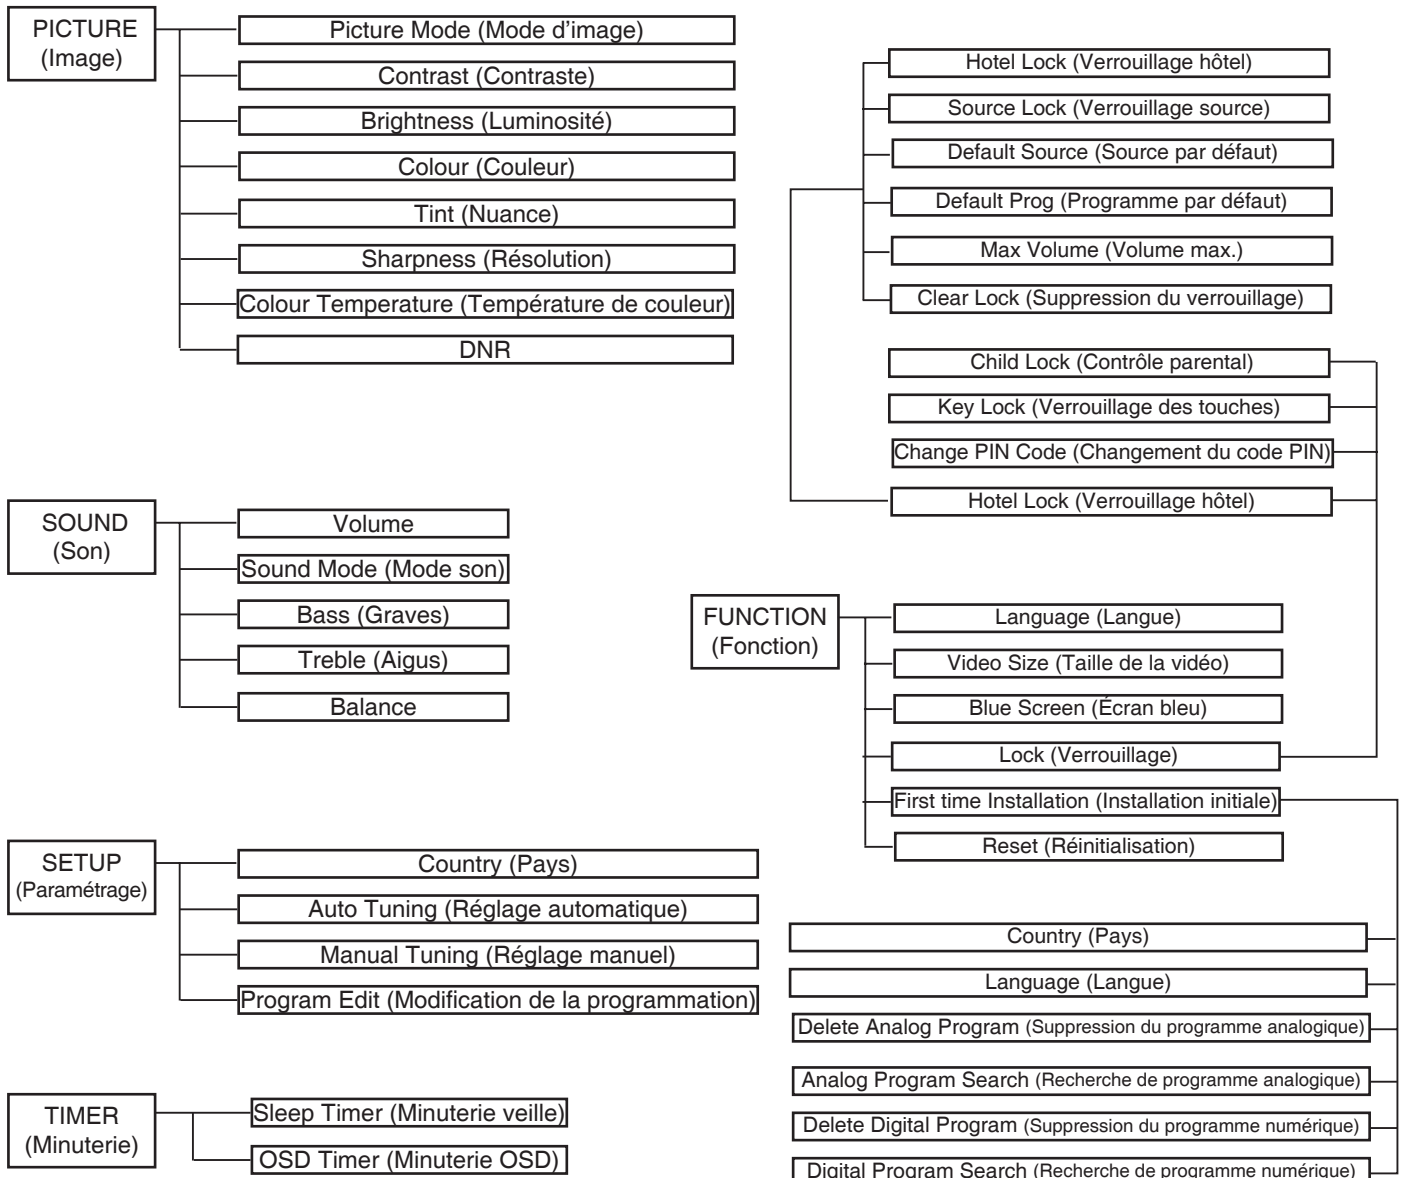 PICTURE
(Image)
Picture Mode (Mode d’image)
Contrast (Contraste)
Brightness (Luminosité)
Colour (Couleur)
Tint (Nuance)
Sharpness (Résolution)
Colour Temperature (Température de couleur)
DNR
SOUND
(Son)
Volume
Sound Mode (Mode son)
Bass (Graves)
Treble (Aigus)
Balance
SETUP
(Paramétrage)
Country (Pays)
Auto Tuning (Réglage automatique)
Manual Tuning (Réglage manuel)
Program Edit (Modification de la programmation)
TIMER
(Minuterie)
Sleep Timer (Minuterie veille)
OSD Timer (Minuterie OSD)
Hotel Lock (Verrouillage hôtel)
Source Lock (Verrouillage source)
Default Source (Source par défaut)
Default Prog (Programme par défaut)
Max Volume (Volume max.)
Clear Lock (Suppression du verrouillage)
Child Lock (Contrôle parental)
Key Lock (Verrouillage des touches)
Change PIN Code (Changement du code PIN)
Hotel Lock (Verrouillage hôtel)
FUNCTION
(Fonction)
Language (Langue)
Video Size (Taille de la vidéo)
Blue Screen (Écran bleu)
Lock (Verrouillage)
First time Installation (Installation initiale)
Reset (Réinitialisation)
Country (Pays)
Language (Langue)
Delete Analog Program (Suppression du programme analogique)
Analog Program Search (Recherche de programme analogique)
Delete Digital Program (Suppression du programme numérique)
Digital Program Search (Recherche de programme numérique)